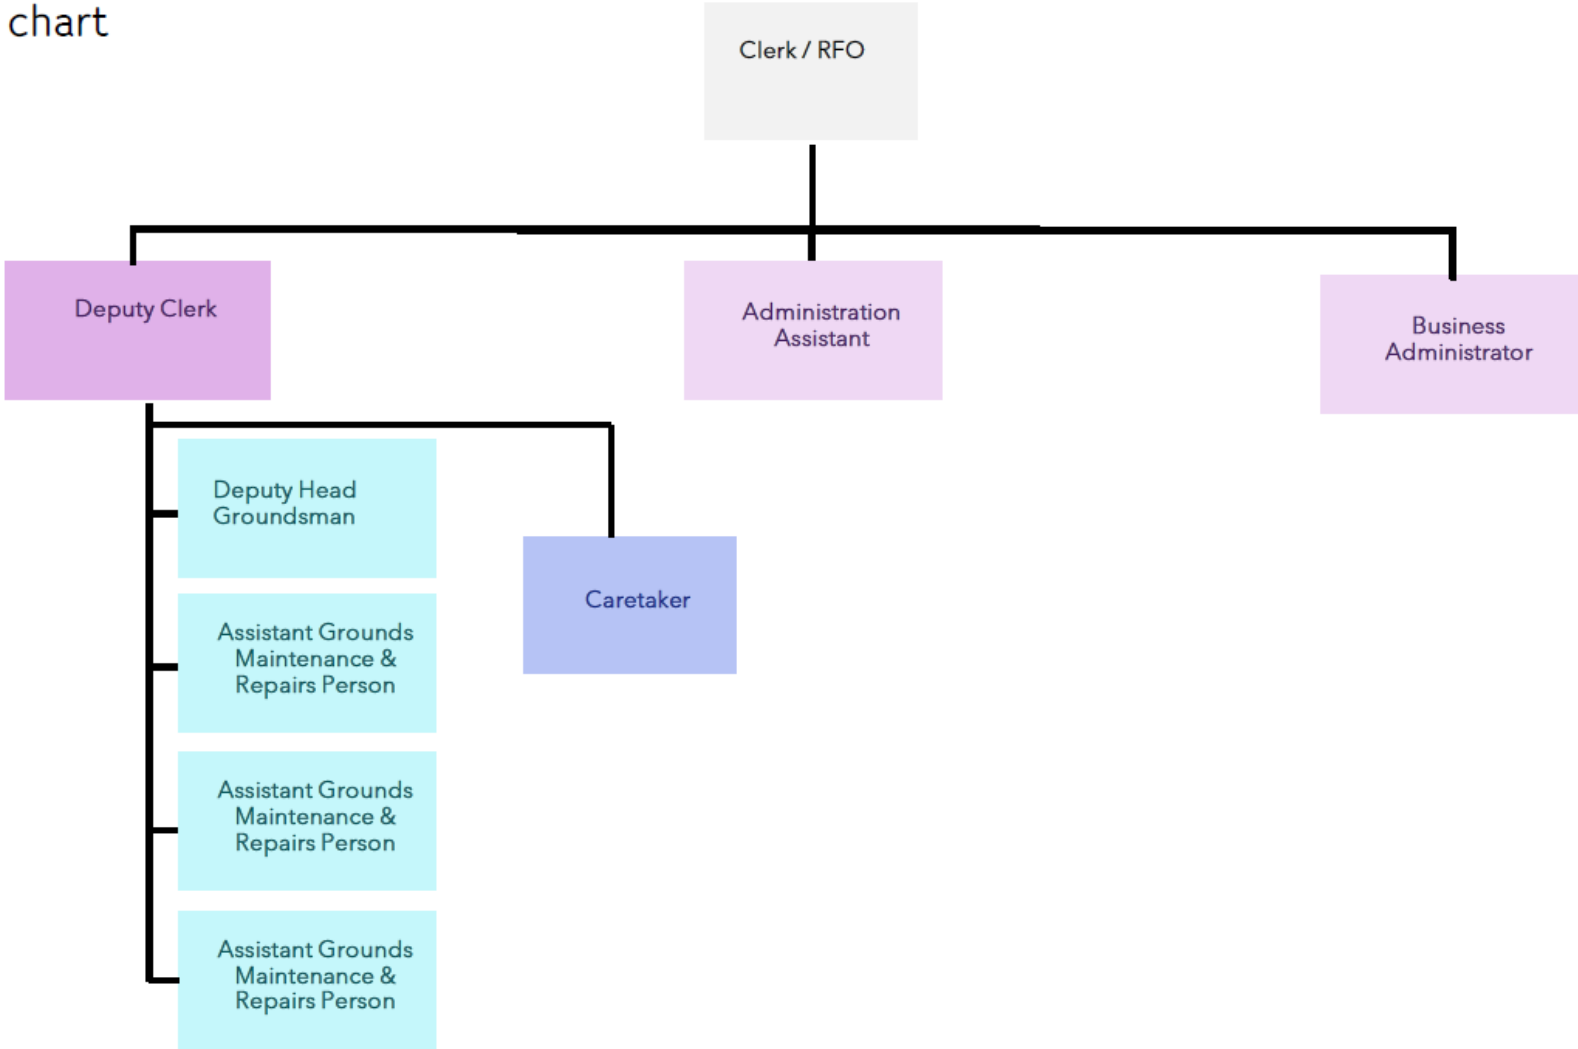 chart
Clerk / RFO
Deputy Clerk
Administration
Assistant
Business
Administrator
Deputy Head
Groundsman
Caretaker
Assistant Grounds
Maintenance &
Repairs Person
Assistant Grounds
Maintenance &
Repairs Person
Assistant Grounds
Maintenance &
Repairs Person